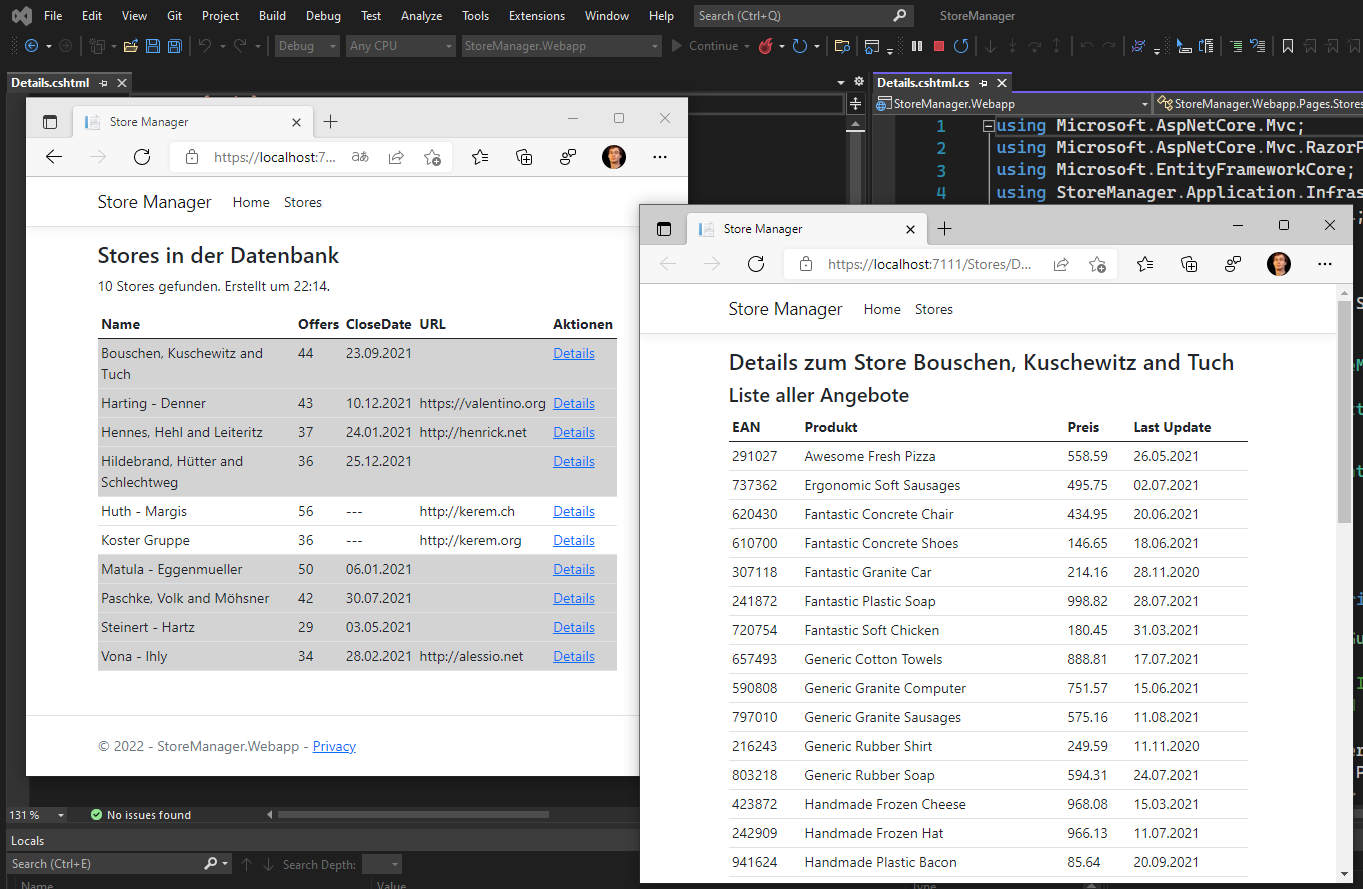 File Edit View Git Project Build Debug Test Analyze Tools Extensions Window Help Search (Ctrl+Q) StoreManager
Debug Any CPU StoreManager.Webapp Continue
Details.cshtml
Store Manager
https://localhost:7...
Store Manager Home Stores
Stores in der Datenbank
10 Stores gefunden. Erstellt um 22:14.
Name Offers CloseDate URL Aktionen
Bouschen, Kuschewitz and Tuch 44 23.09.2021 Details
Harting - Denner 43 10.12.2021 https://valentino.org Details
Hennes, Hehl and Leiteritz 37 24.01.2021 http://henrick.net Details
Hildebrand, Hütter and Schlechtweg 36 25.12.2021 Details
Huth - Margis 56 --- http://kerem.ch Details
Koster Gruppe 36 --- http://kerem.org Details
Matula - Eggenmueller 50 06.01.2021 Details
Paschke, Volk and Möhsner 42 30.07.2021 Details
Steinert - Hartz 29 03.05.2021 Details
Vona - Ihly 34 28.02.2021 http://alessio.net Details
© 2022 - StoreManager.Webapp - Privacy
131 % No issues found
Locals
Search (Ctrl+E) Search Depth:
Name Value Type
Details.cshtml.cs
StoreManager.Webapp StoreManager.Webapp.Pages.Stores
1 using Microsoft.AspNetCore.Mvc;
2 using Microsoft.AspNetCore.Mvc.RazorP
3 using Microsoft.EntityFrameworkCore;
4 using StoreManager.Application.Infras
Store Manager
https://localhost:7111/Stores/D...
Store Manager Home Stores
Details zum Store Bouschen, Kuschewitz and Tuch
Liste aller Angebote
EAN Produkt Preis Last Update
291027 Awesome Fresh Pizza 558.59 26.05.2021
737362 Ergonomic Soft Sausages 495.75 02.07.2021
620430 Fantastic Concrete Chair 434.95 20.06.2021
610700 Fantastic Concrete Shoes 146.65 18.06.2021
307118 Fantastic Granite Car 214.16 28.11.2020
241872 Fantastic Plastic Soap 998.82 28.07.2021
720754 Fantastic Soft Chicken 180.45 31.03.2021
657493 Generic Cotton Towels 888.81 17.07.2021
590808 Generic Granite Computer 751.57 15.06.2021
797010 Generic Granite Sausages 575.16 11.08.2021
216243 Generic Rubber Shirt 249.59 11.11.2020
803218 Generic Rubber Soap 594.31 24.07.2021
423872 Handmade Frozen Cheese 968.08 15.03.2021
242909 Handmade Frozen Hat 966.13 11.07.2021
941624 Handmade Plastic Bacon 85.64 20.09.2021